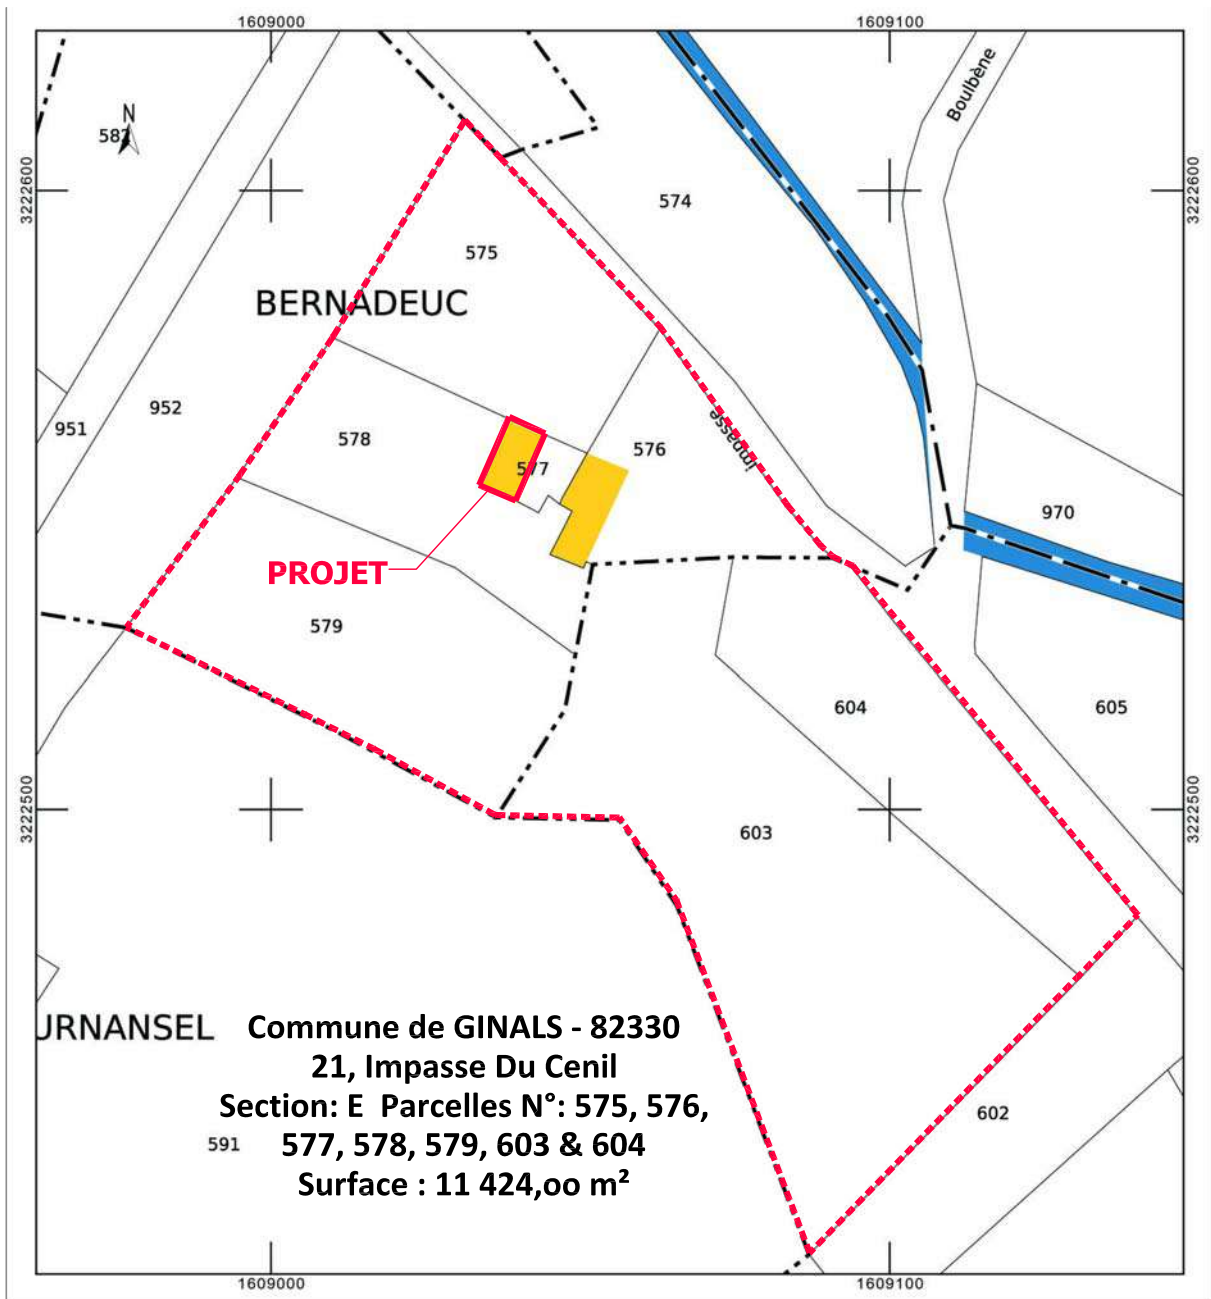 1609000
1609100
Boulbène
N
583
3222600
3222600
574
575
BERNADEUC
952
951
578
576
Impasse
577
970
PROJET
579
604
605
3222500
3222500
603
URNANSEL
Commune de GINALS - 82330
21, Impasse Du Cenil
Section: E Parcelles N°: 575, 576,
577, 578, 579, 603 & 604
Surface : 11 424,oo m²
602
591
1609000
1609100